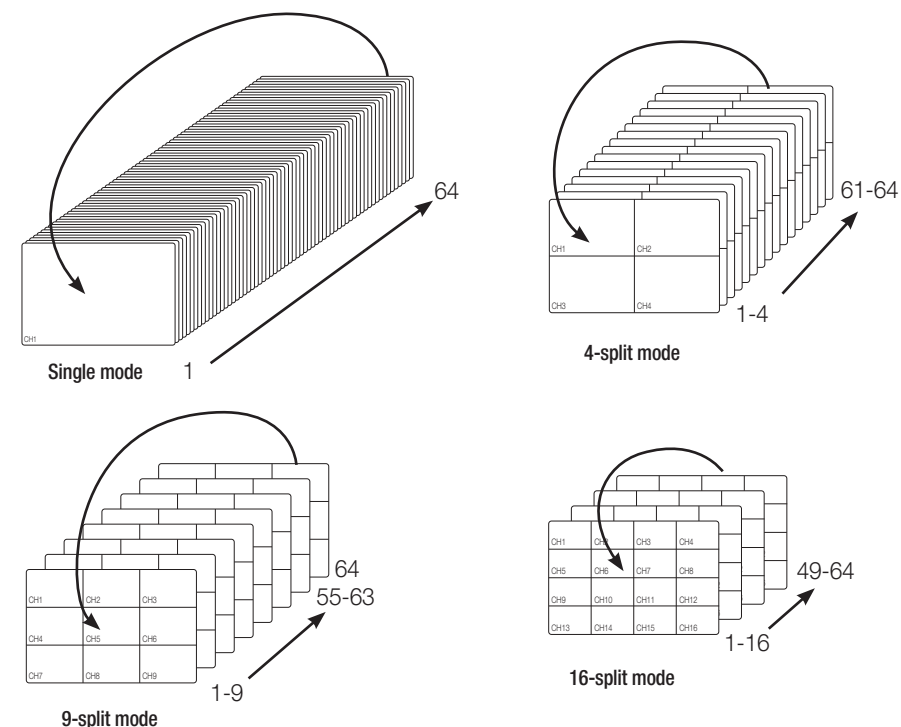 64
CH1
Single mode
1
61-64
CH1
CH2
CH3
CH4
1-4
4-split mode
64
55-63
CH1
CH2
CH3
CH4
CH5
CH6
CH7
CH8
CH9
1-9
9-split mode
49-64
CH1
CH2
CH3
CH4
CH5
CH6
CH7
CH8
CH9
CH10
CH11
CH12
CH13
CH14
CH15
CH16
1-16
16-split mode